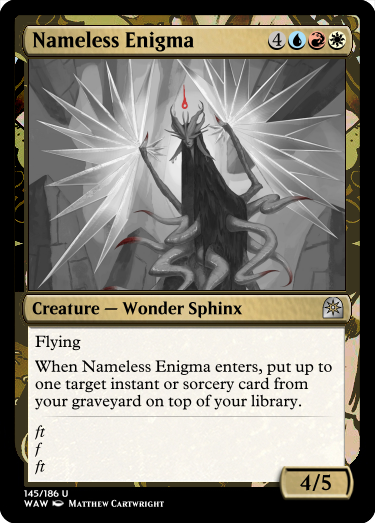 Nameless Enigma 4
Creature — Wonder Sphinx
Flying
When Nameless Enigma enters, put up to
one target instant or sorcery card from
your graveyard on top of your library.
ft
f
ft
4/5
145/186 U
WAW Matthew Cartwright